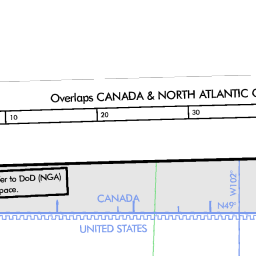 Overlaps CANADA & NORTH ATLANTIC
10 20 30
er to DoD (NGA)
pace.
CANADA
N49° W102°
UNITED STATES